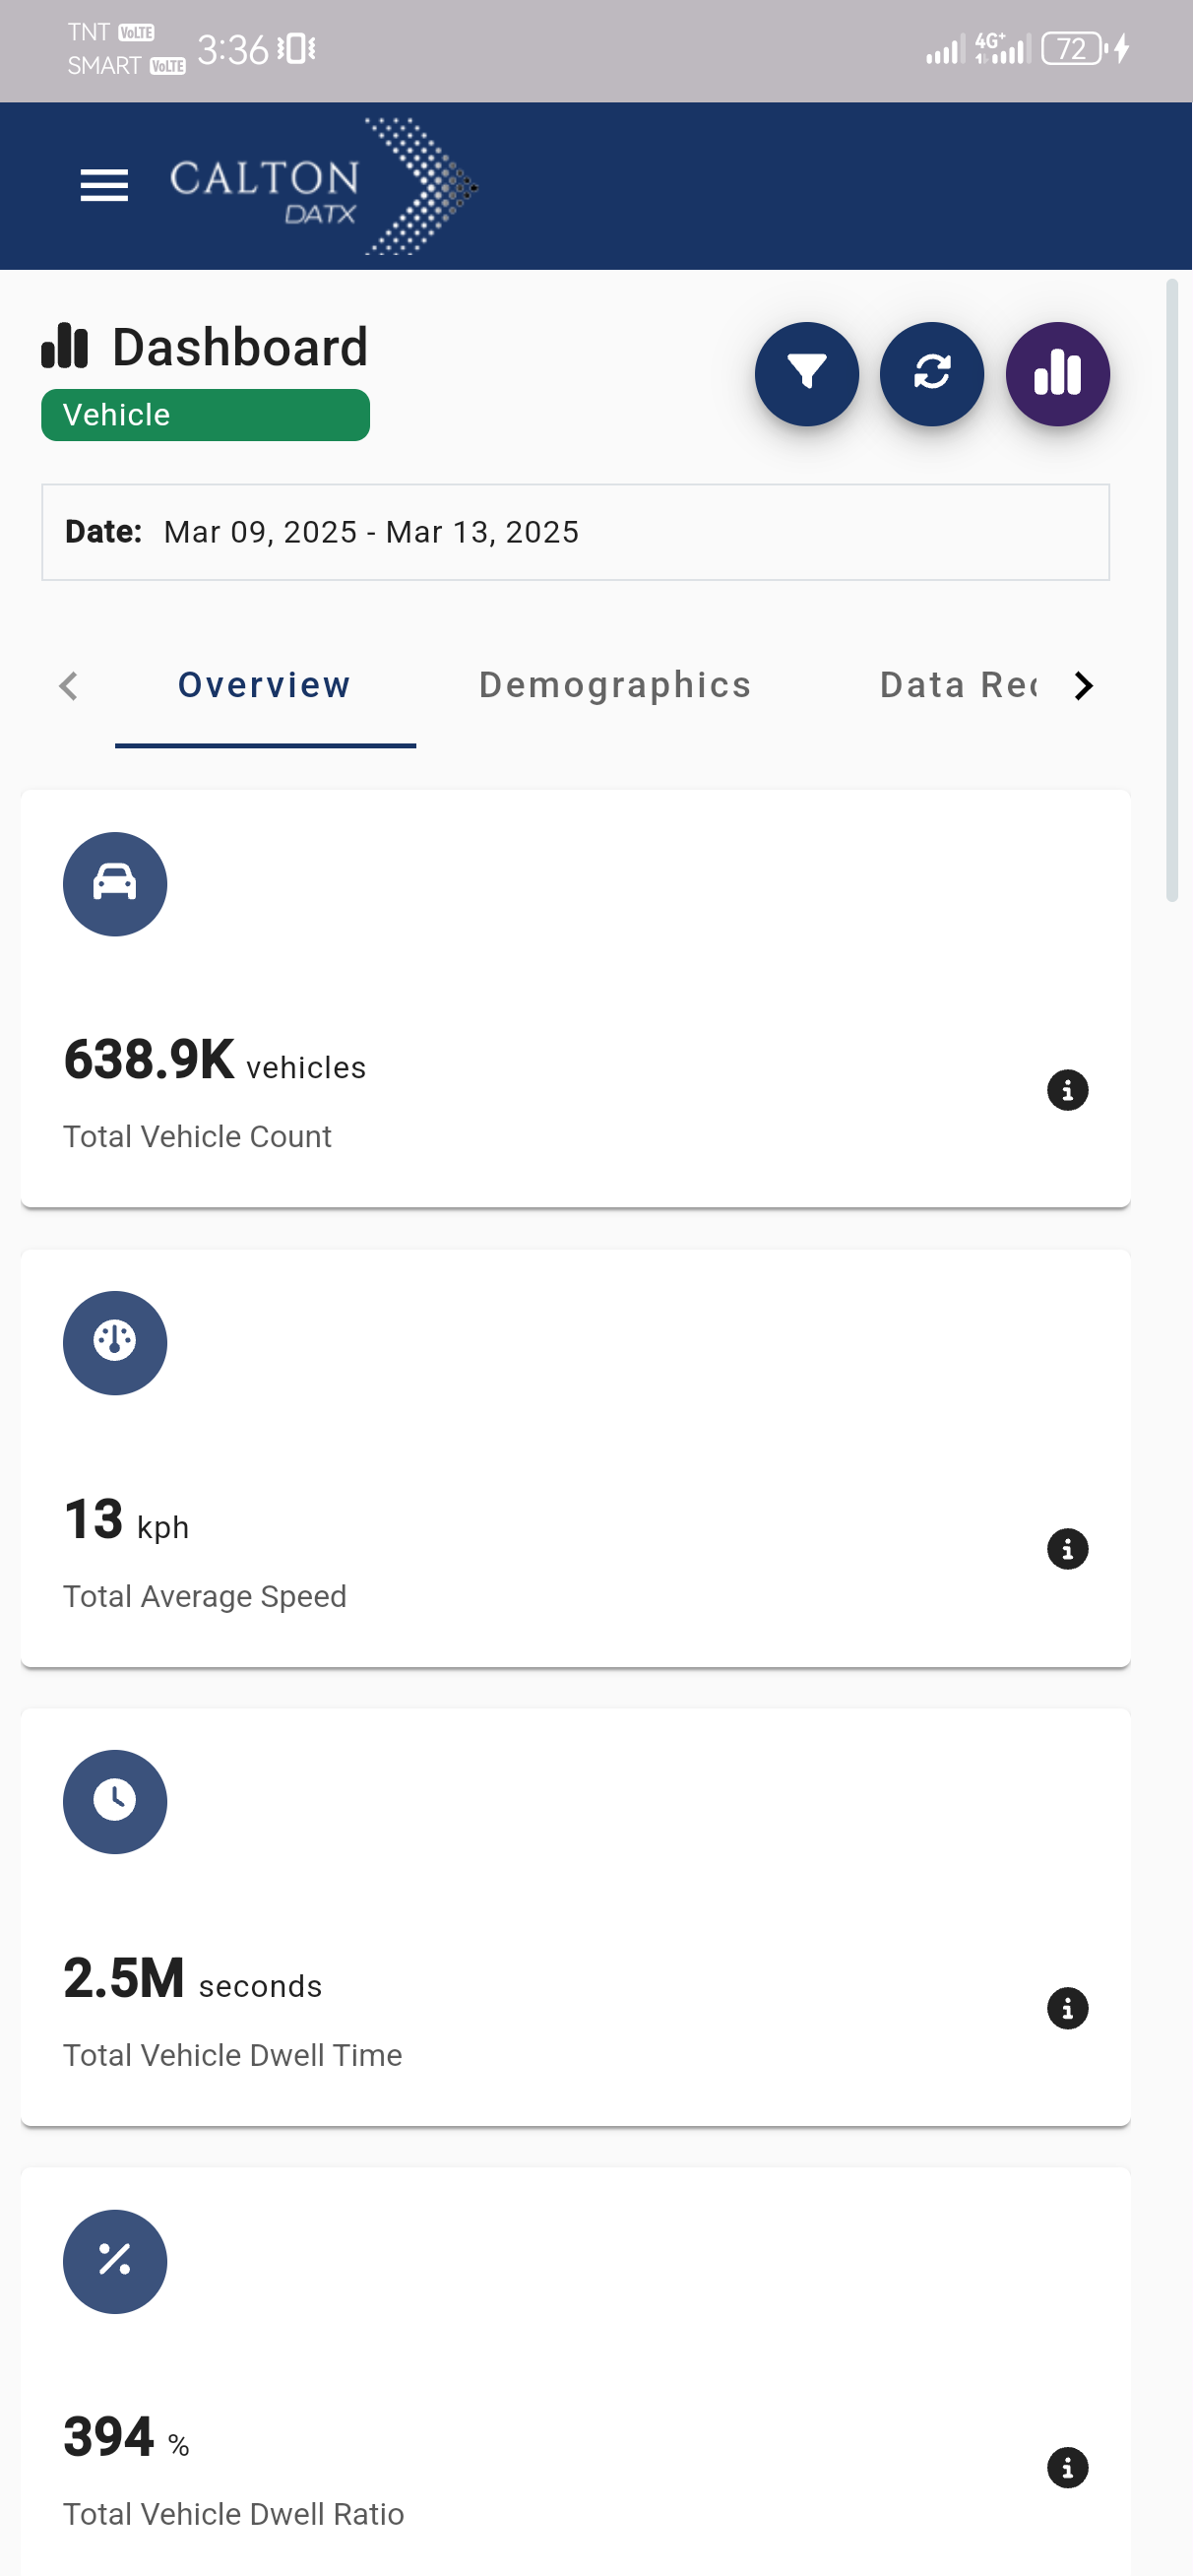 TNT VoLTE
SMART VoLTE
3:36
4G+
72
CALTON
DATX
Dashboard
Vehicle
Date: Mar 09, 2025 - Mar 13, 2025
Overview
Demographics
Data Rec
638.9K vehicles
Total Vehicle Count
13 kph
Total Average Speed
2.5M seconds
Total Vehicle Dwell Time
394 %
Total Vehicle Dwell Ratio